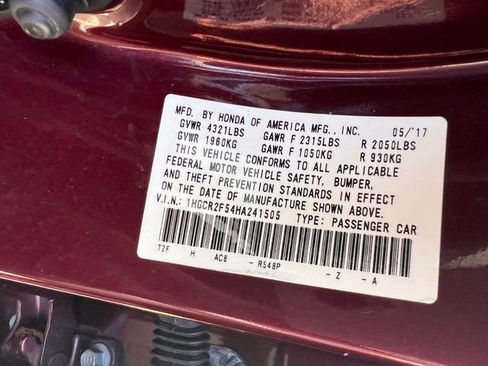 MFD. BY HONDA OF AMERICA MFG., INC. 05/'17
GVWR 4321LBS GAWR F 2315LBS R 2050LBS
GVWR 1960KG GAWR F 1050KG R 930KG
THIS VEHICLE CONFORMS TO ALL APPLICABLE
FEDERAL MOTOR VEHICLE SAFETY, BUMPER,
AND THEFT PREVENTION STANDARDS IN EFFECT
ON THE DATE OF MANUFACTURE SHOWN ABOVE.
V.I.N.: 1HGCR2F54HA241505 TYPE: PASSENGER CAR
T2F H AC8 - R548P - Z - A